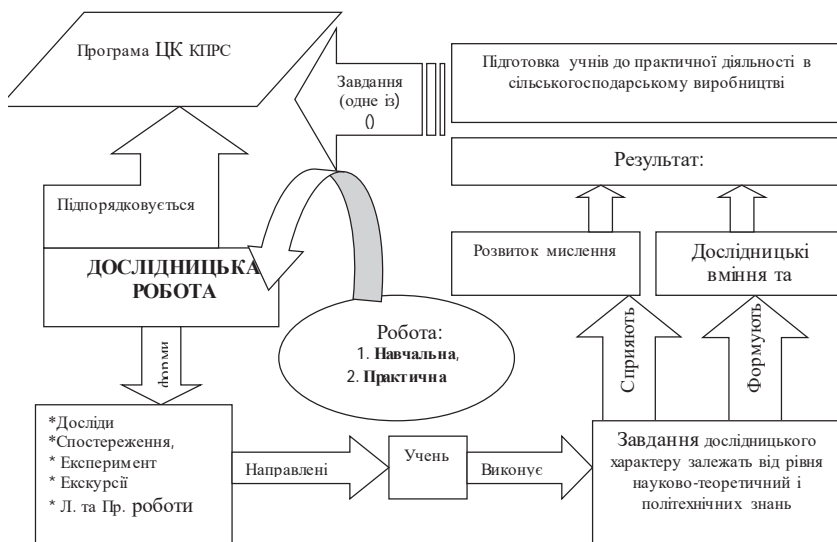 Програма ЦК КПРС
Завдання
(одне із)
()
Підготовка учнів до практичної діяльності в
сільськогосподарському виробництві
Результат:
Підпорядковується
Розвиток мислення
Дослідницькі
вміння та
ДОСЛІДНИЦЬКА
РОБОТА
Робота:
1. Навчальна,
2. Практична
Сприяють
Формують
форми
*Досліди
*Спостереження,
* Експеримент
* Екскурсії
* Л. та Пр. роботи
Направлені
Учень
Виконує
Завдання дослідницького
характеру залежать від рівня
науково-теоретичний і
політехнічних знань